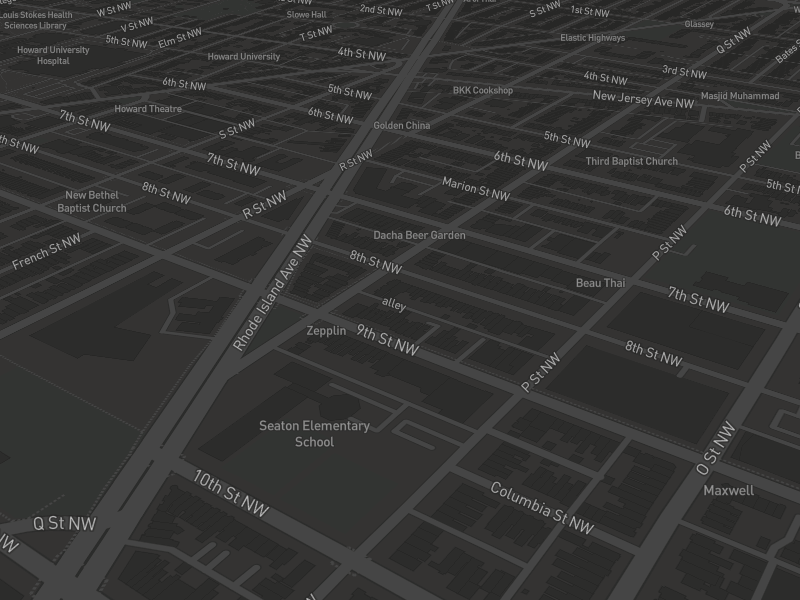 Louis Stokes Health
Sciences Library
W St NW
Slowe Hall
2nd St NW
T St NW
S St NW
1st St NW
Glassey
V St NW
5th St NW
Elm St NW
T St NW
Elastic Highways
Q St NW
Howard University
Hospital
Howard University
4th St NW
3rd St NW
4th St NW
6th St NW
5th St NW
BKK Cookshop
New Jersey Ave NW
Masjid Muhammad
Howard Theatre
6th St NW
7th St NW
S St NW
Golden China
5th St NW
7th St NW
R St NW
6th St NW
Third Baptist Church
P St NW
8th St NW
Marion St NW
5th St
New Bethel
Baptist Church
R St NW
6th St NW
French St NW
Dacha Beer Garden
P St NW
8th St NW
Rhode Island Ave NW
Beau Thai
7th St NW
alley
Zepplin
9th St NW
8th St NW
P St NW
Seaton Elementary
School
O St NW
10th St NW
Columbia St NW
Maxwell
Q St NW